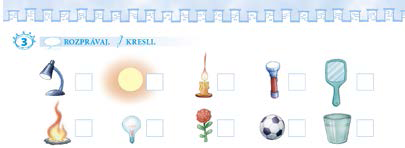 3 ROZPRÁVAJ. / KRESLI.